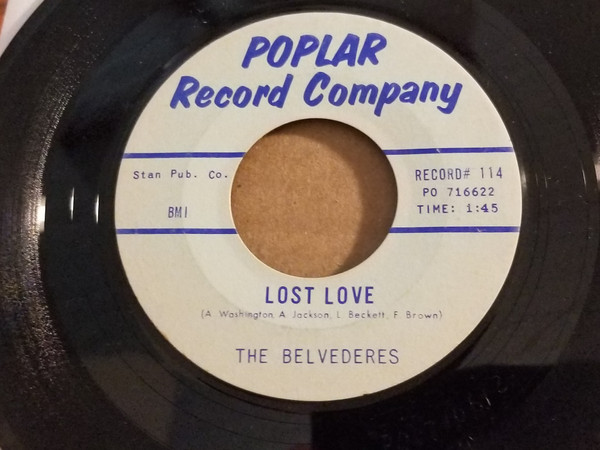 POPLAR
Record Company
Stan Pub. Co.
BMI
RECORD# 114
PO 716622
TIME: 1:45
LOST LOVE
(A. Washington, A. Jackson, L. Beckett, F. Brown)
THE BELVEDERES